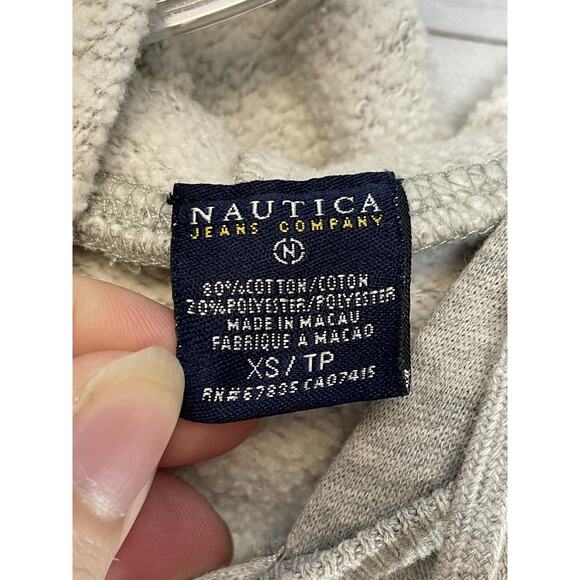 NAUTICA
JEANS COMPANY
N
80%COTTON/COTON
20%POLYESTER/POLYESTER
MADE IN MACAU
FABRIQUE A MACAO
XS/TP
RN#67835 CA07415